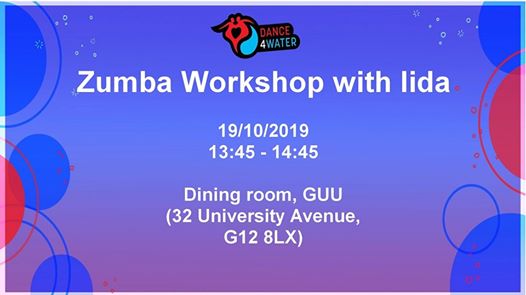 DANCE
4WATER
Zumba Workshop with Iida
19/10/2019
13:45 - 14:45
Dining room, GUU
(32 University Avenue,
G12 8LX)